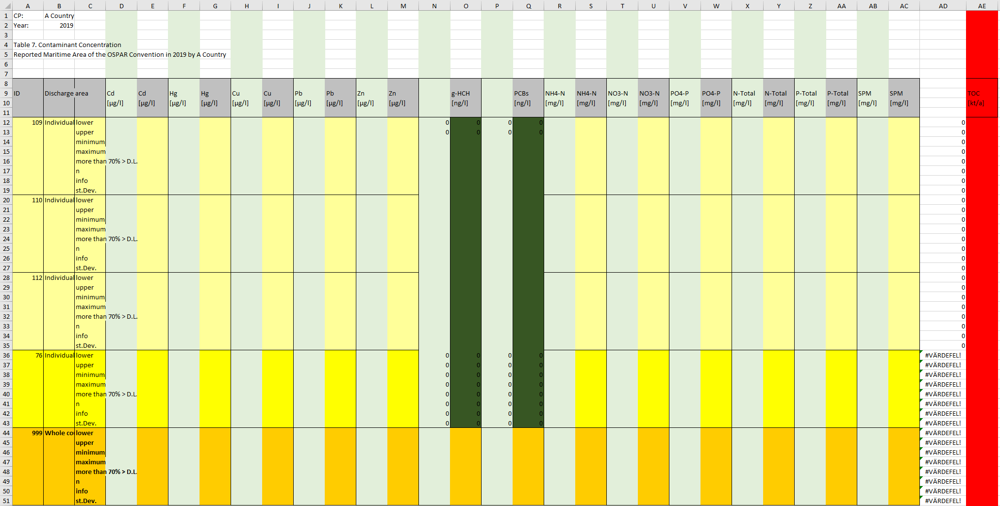 A B C D E F G H I J K L M N O P Q R S T U V W X Y Z AA AB AC AD AE
1 CP: A Country
2 Year: 2019
3
4 Table 7. Contaminant Concentration
5 Reported Maritime Area of the OSPAR Convention in 2019 by A Country
6
7
8
9 ID Discharge area Cd Cd Hg Hg Cu Cu Pb Pb Zn Zn g-HCH PCBs NH4-N NH4-N NO3-N NO3-N PO4-P PO4-P N-Total N-Total P-Total P-Total SPM SPM TOC
10 [µg/l] [µg/l] [µg/l] [µg/l] [µg/l] [µg/l] [µg/l] [µg/l] [µg/l] [µg/l] [ng/l] [ng/l] [mg/l] [mg/l] [mg/l] [mg/l] [mg/l] [mg/l] [mg/l] [mg/l] [mg/l] [mg/l] [mg/l] [mg/l] [kt/a]
11
12 109 Individual lower 0 0 0 0 0
13 upper 0 0 0 0 0
14 minimum 0
15 maximum 0
16 more than 70% > D.L. 0
17 n 0
18 info 0
19 st.Dev. 0
20 110 Individual lower 0
21 upper 0
22 minimum 0
23 maximum 0
24 more than 70% > D.L. 0
25 n 0
26 info 0
27 st.Dev. 0
28 112 Individual lower 0
29 upper 0
30 minimum 0
31 maximum 0
32 more than 70% > D.L. 0
33 n 0
34 info 0
35 st.Dev. 0
36 76 Individual lower 0 0 0 0 #VÄRDEFEL!
37 upper 0 0 0 0 #VÄRDEFEL!
38 minimum 0 0 0 0 #VÄRDEFEL!
39 maximum 0 0 0 0 #VÄRDEFEL!
40 more than 70% > D.L. 0 0 0 0 #VÄRDEFEL!
41 n 0 0 0 0 #VÄRDEFEL!
42 info 0 0 0 0 #VÄRDEFEL!
43 st.Dev. 0 0 0 0 #VÄRDEFEL!
44 999 Whole cou lower #VÄRDEFEL!
45 upper #VÄRDEFEL!
46 minimum #VÄRDEFEL!
47 maximum #VÄRDEFEL!
48 more than 70% > D.L. #VÄRDEFEL!
49 n #VÄRDEFEL!
50 info #VÄRDEFEL!
51 st.Dev. #VÄRDEFEL!